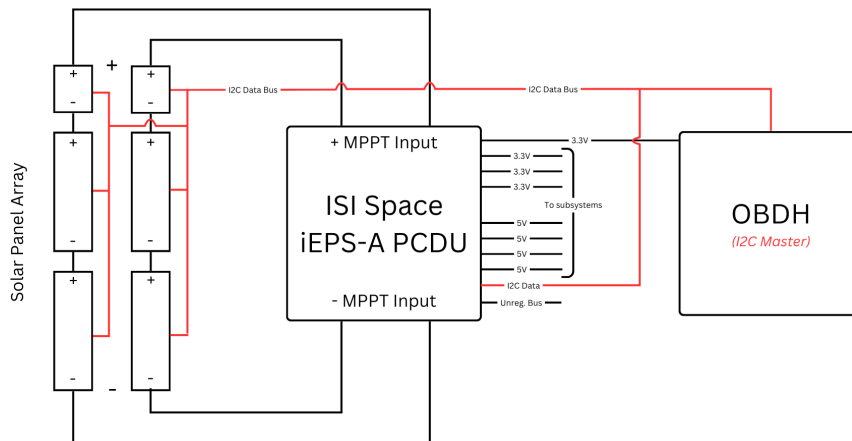 Solar Panel Array
+
+
-
+
-
+
-
+
-
+
-
+
-
-
I2C Data Bus
I2C Data Bus
+ MPPT Input
ISI Space
iEPS-A PCDU
- MPPT Input
3.3V
3.3V
3.3V
3.3V
To subsystems
5V
5V
5V
5V
I2C Data
Unreg. Bus
OBDH
(I2C Master)